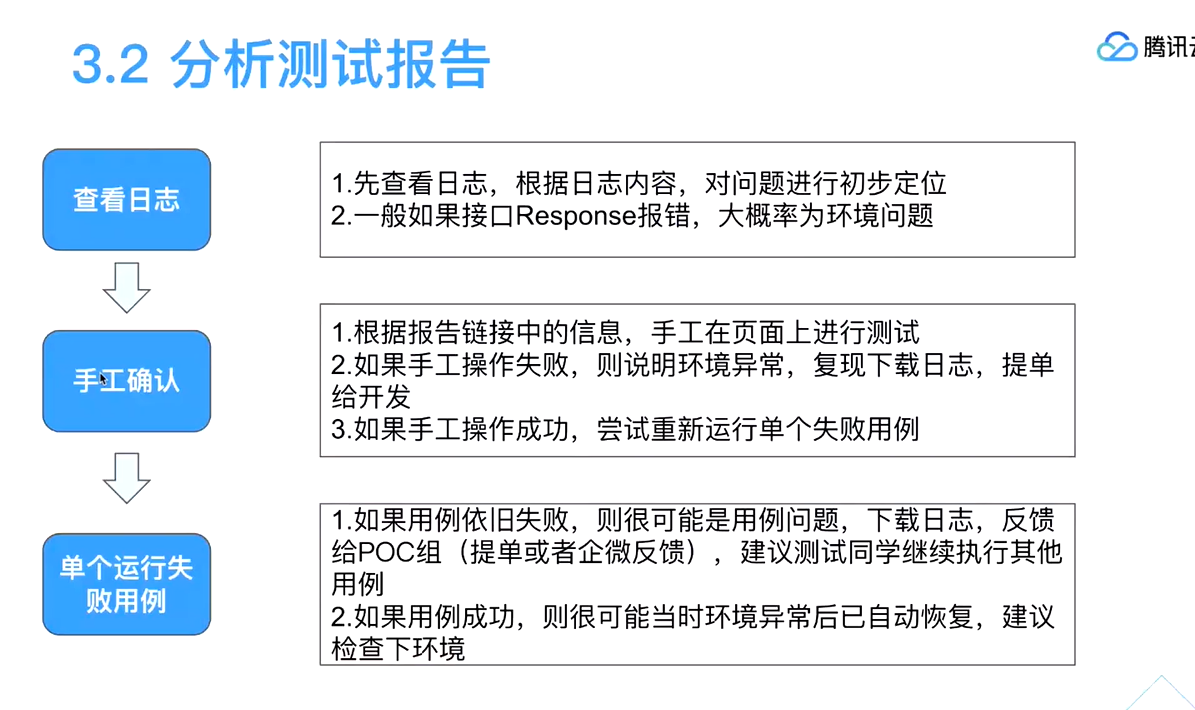 3.2 分析测试报告
腾讯云
查看日志
1.先查看日志，根据日志内容，对问题进行初步定位
2.一般如果接口Response报错，大概率为环境问题
手工确认
1.根据报告链接中的信息，手工在页面上进行测试
2.如果手工操作失败，则说明环境异常，复现下载日志，提单
给开发
3.如果手工操作成功，尝试重新运行单个失败用例
单个运行失
败用例
1.如果用例依旧失败，则很可能是用例问题，下载日志，反馈
给POC组（提单或者企微反馈），建议测试同学继续执行其他
用例
2.如果用例成功，则很可能当时环境异常后已自动恢复，建议
检查下环境